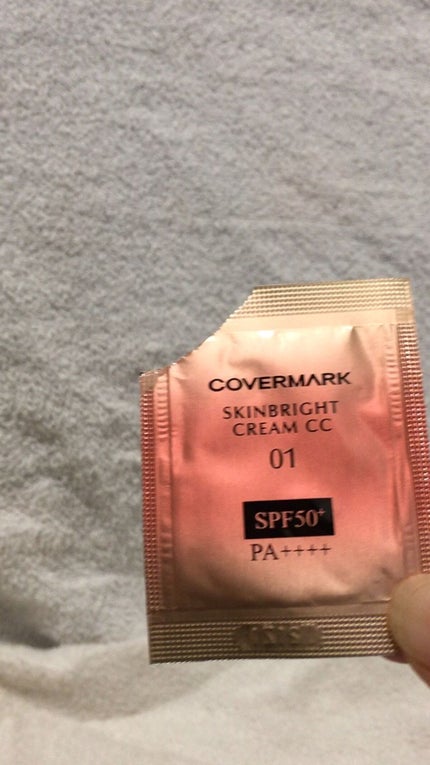 COVERMARK
SKINBRIGHT
CREAM CC
01
SPF50+
PA++++